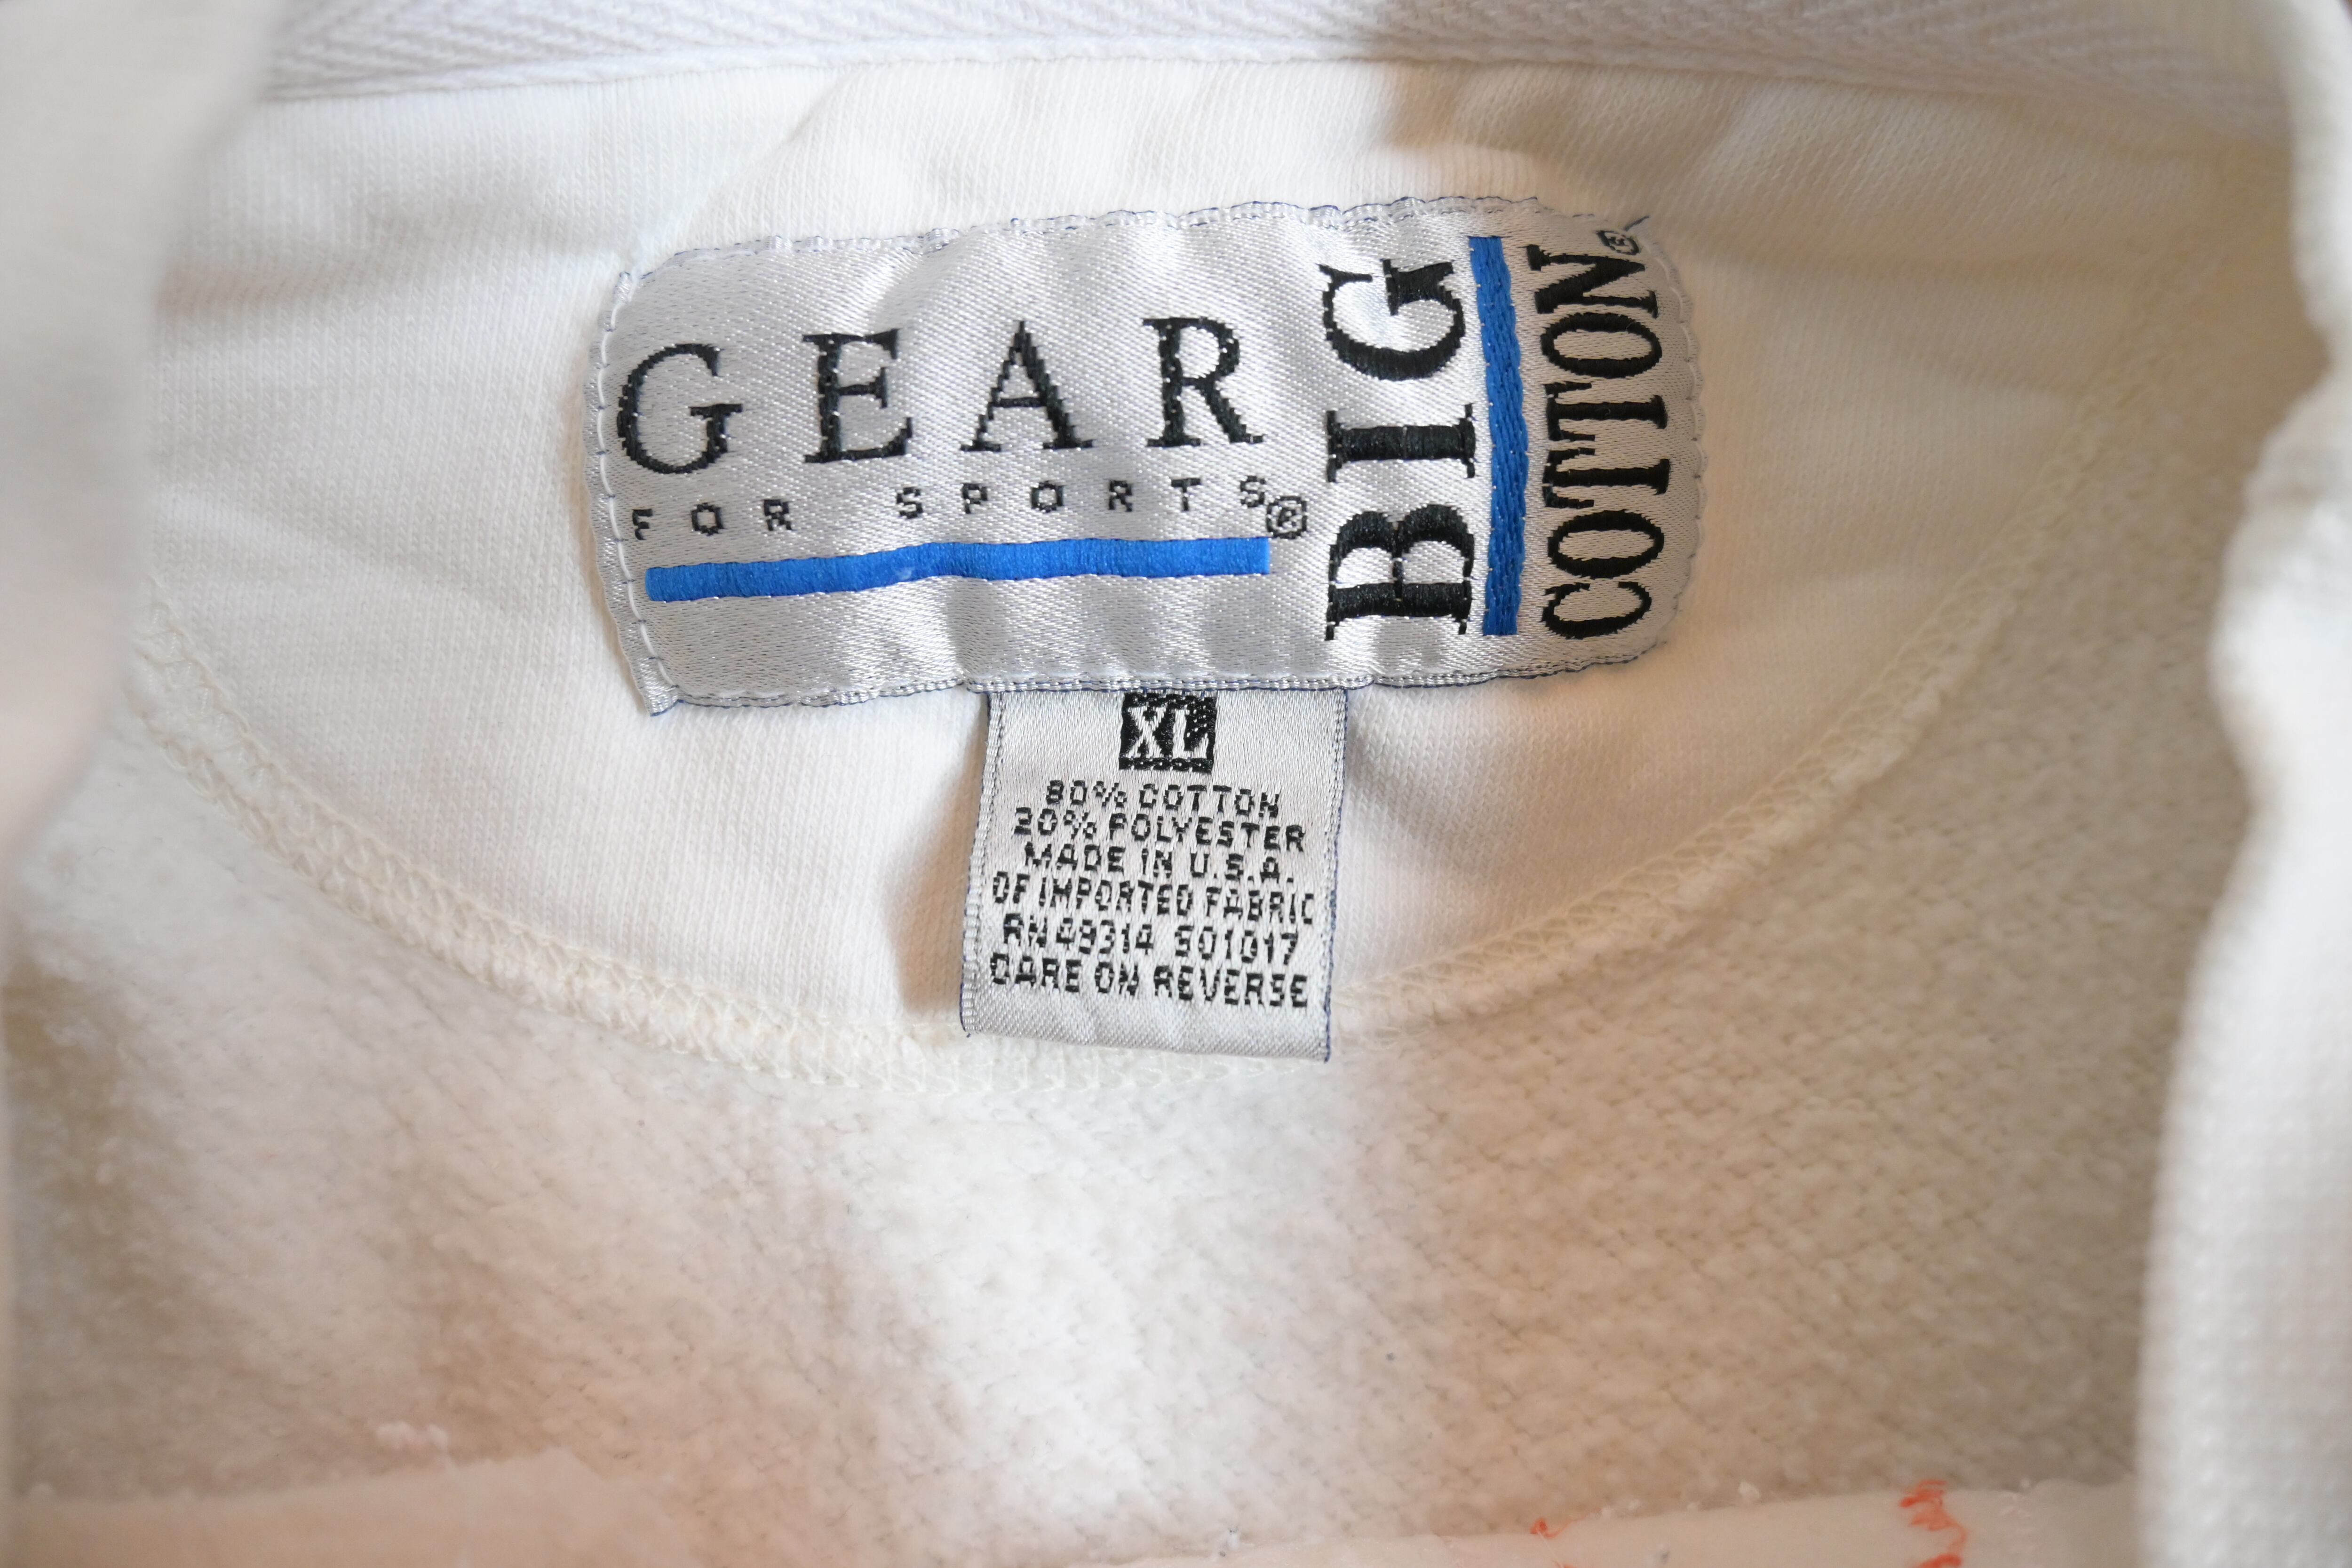 GEAR
FOR SPORTS®
BIG
COTTON®
XL
80% COTTON
20% POLYESTER
MADE IN U.S.A.
OF IMPORTED FABRIC
RN 49314 S01017
CARE ON REVERSE